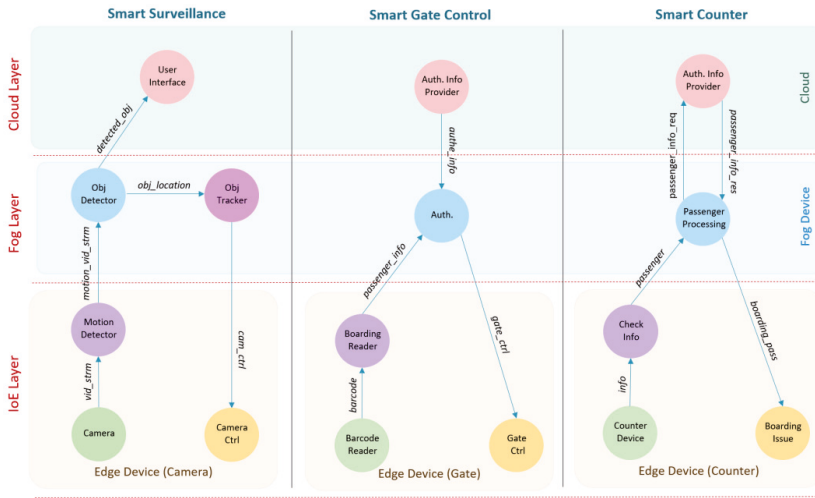 Smart Surveillance
Smart Gate Control
Smart Counter
Cloud Layer
User
Interface
Auth. Info
Provider
Auth. Info
Provider
Cloud
detected_obj
authe_info
passenger_info_req
passenger_info_res
Fog Layer
Obj
Detector
obj_location
Obj
Tracker
Auth.
Passenger
Processing
Fog Device
motion_vid_strm
cam_ctrl
passenger_info
gate_ctrl
passenger
boarding_pass
IoE Layer
Motion
Detector
Boarding
Reader
Check
Info
vid_strm
barcode
info
Camera
Camera
Ctrl
Barcode
Reader
Gate
Ctrl
Counter
Device
Boarding
Issue
Edge Device (Camera)
Edge Device (Gate)
Edge Device (Counter)